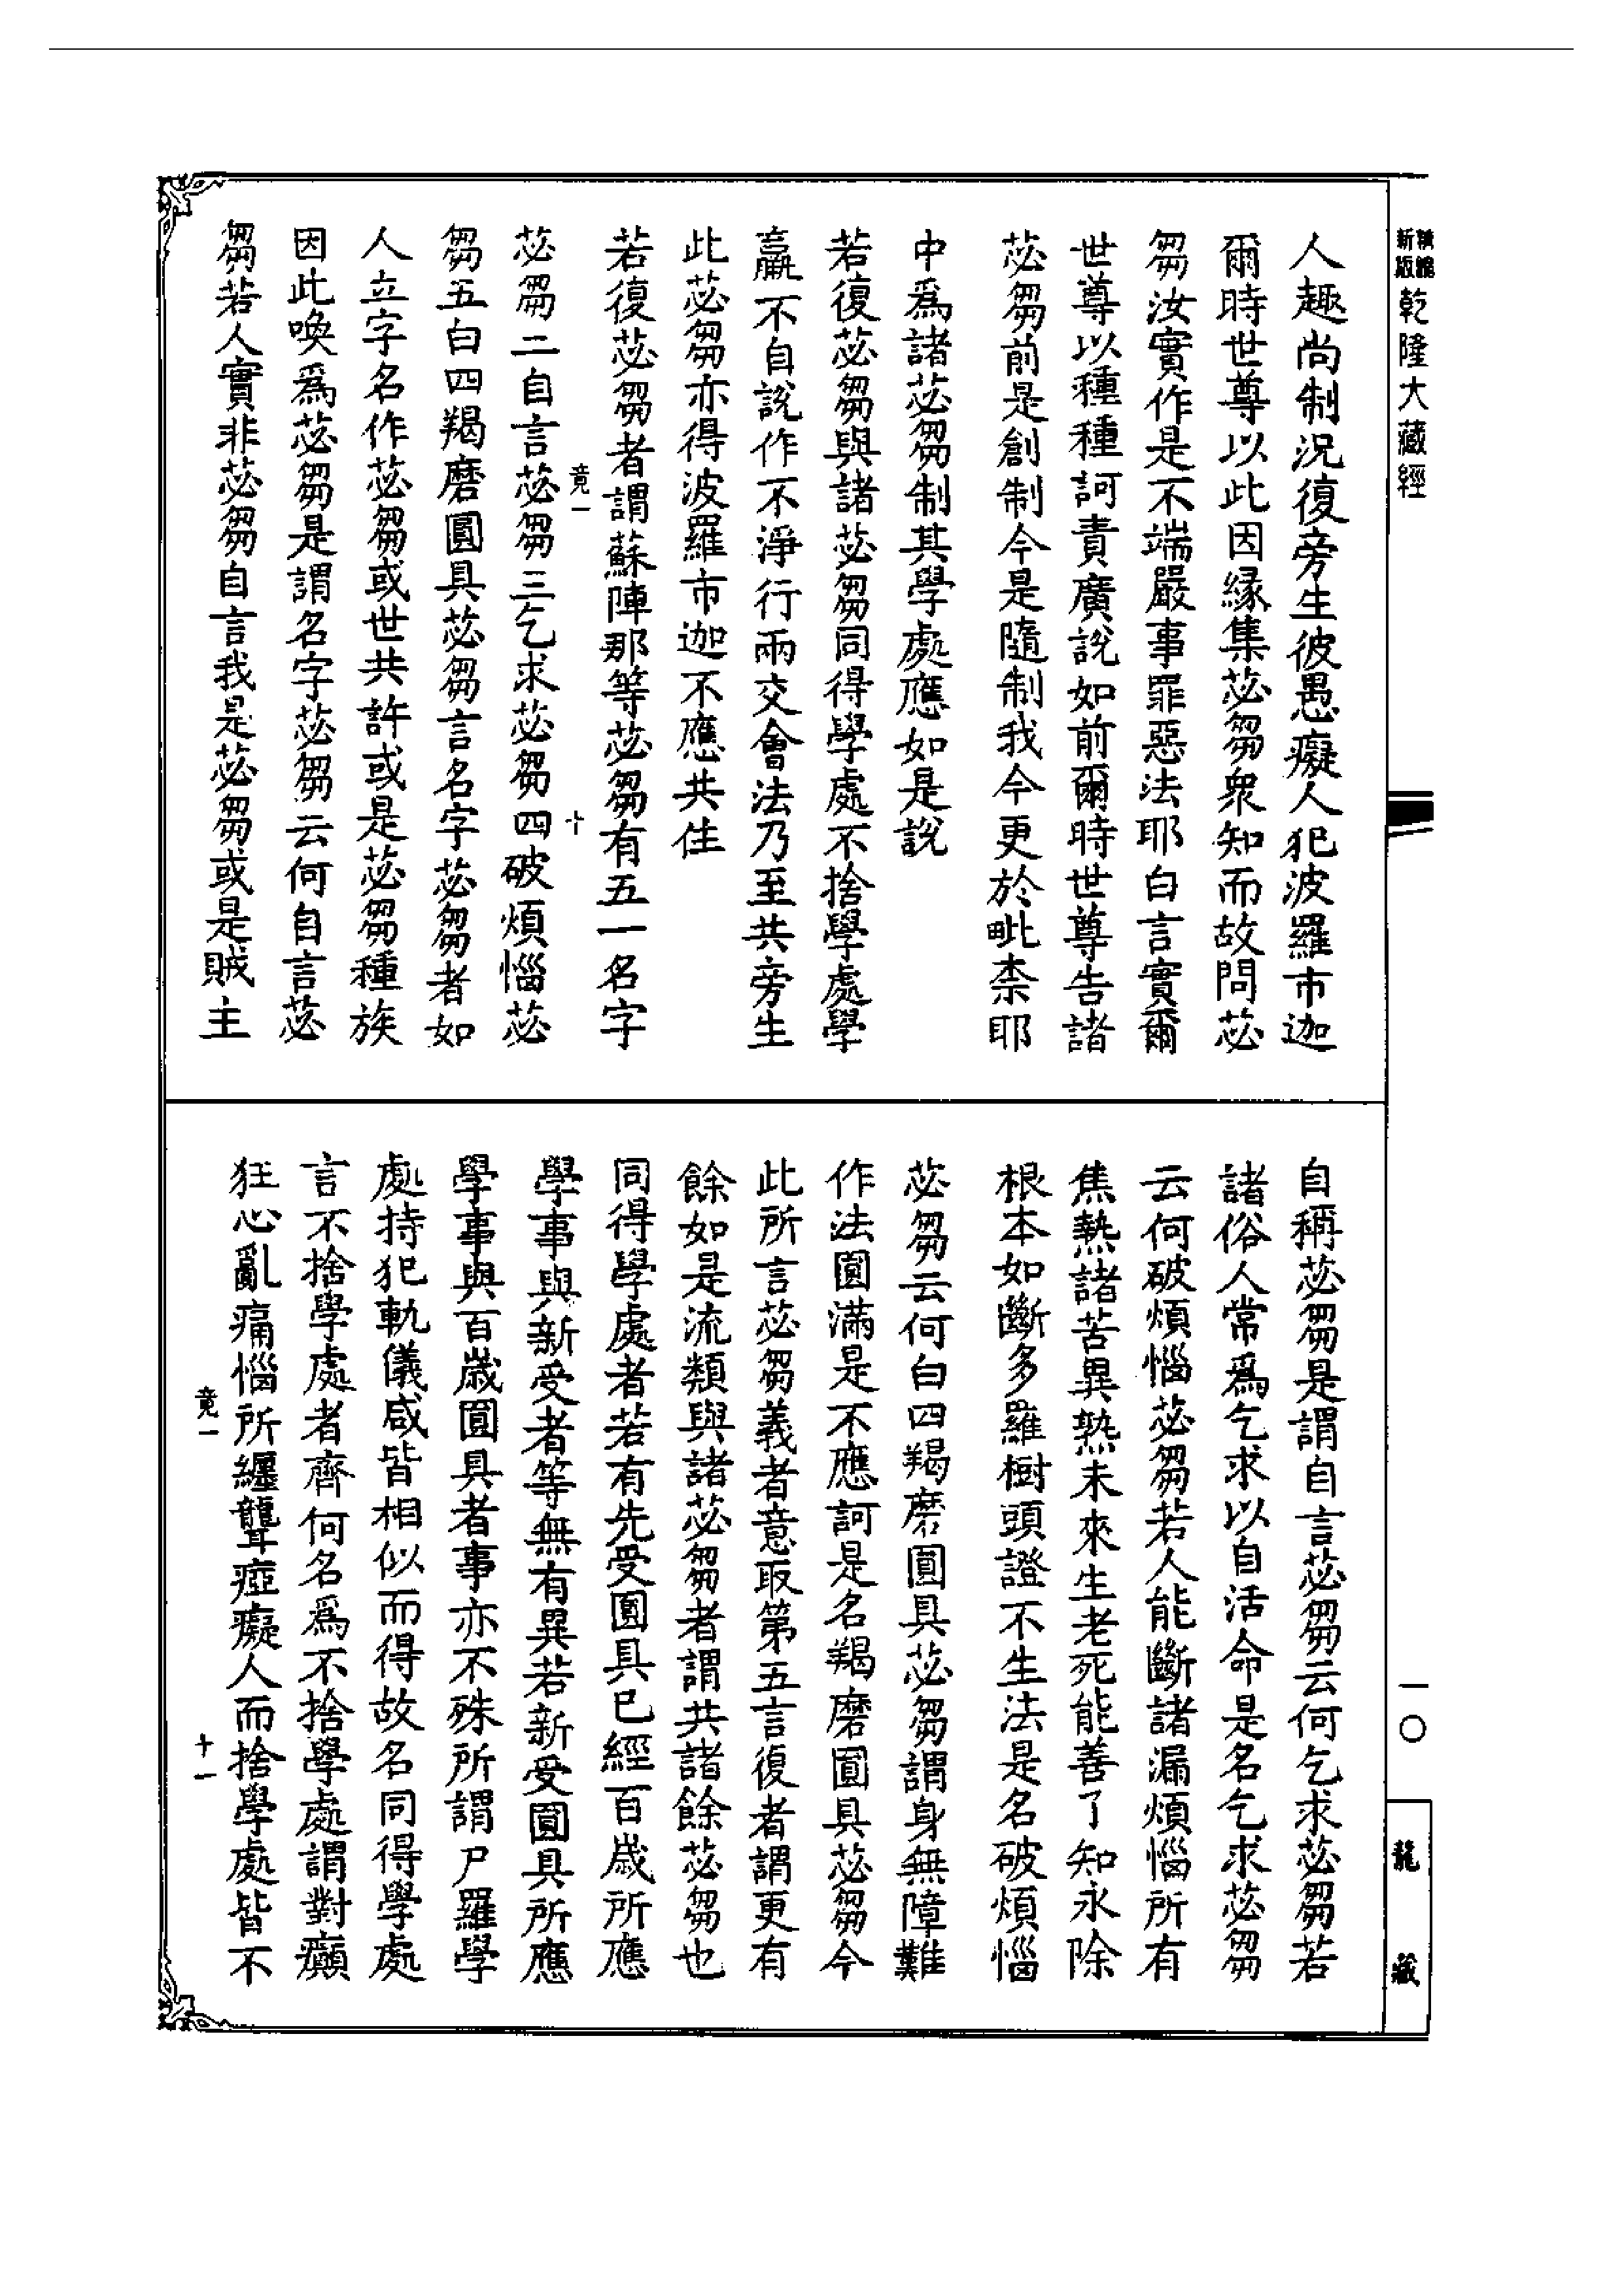 新編
新版
乾隆大藏經
人趣尚制況復旁生彼愚癡人犯波羅市迦
爾時世尊以此因緣集苾芻衆知而故問苾
芻汝實作是不端嚴事罪惡法耶白言實爾
世尊以種種訶責廣說如前爾時世尊告諸
苾芻前是創制今是隨制我今更於毗柰耶
中爲諸苾芻制其學處應如是說
若復苾芻與諸苾芻同得學處不捨學處學
羸不自說作不淨行兩交會法乃至共旁生
此苾芻亦得波羅市迦不應共住
若復苾芻者謂蘇陣那等苾芻有五一名字
竟一
十
苾芻二自言苾芻三乞求苾芻四破煩惱苾
芻五白四羯磨圓具苾芻言名字苾芻者如
人立字名作苾芻或世共許或是苾芻種族
因此喚爲苾芻是謂名字苾芻云何自言苾
芻若人實非苾芻自言我是苾芻或是賊主
自稱苾芻是謂自言苾芻云何乞求苾芻若
諸俗人常爲乞求以自活命是名乞求苾芻
云何破煩惱苾芻若人能斷諸漏煩惱所有
焦熱諸苦異熟未來生老死能善了知永除
根本如斷多羅樹頭證不生法是名破煩惱
苾芻云何白四羯磨圓具苾芻謂身無障難
作法圓滿是不應訶是名羯磨圓具苾芻今
此所言苾芻義者意取第五言復者謂更有
餘如是流類與諸苾芻者謂共諸餘苾芻也
同得學處者若有先受圓具已經百歲所應
學事與新受者等無有異若新受圓具所應
學事與百歲圓具者事亦不殊所謂尸羅學
處持犯軌儀咸皆相似而得故名同得學處
言不捨學處者齊何名爲不捨學處謂對癲
狂心亂痛惱所纏聾瘂癡人而捨學處皆不
竟一
十一
一〇
龍藏